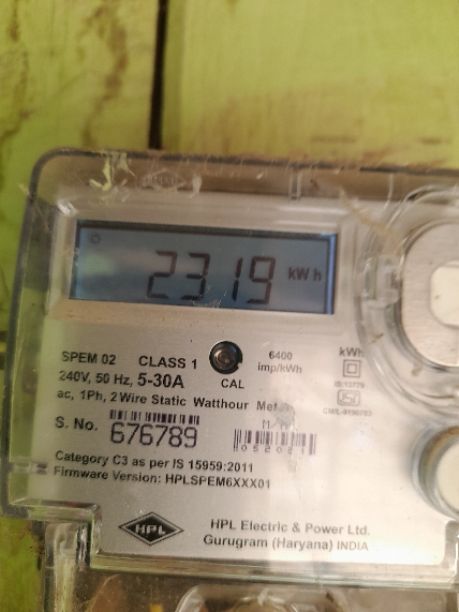 2319 kWh
SPEM 02 CLASS 1 6400 imp/kWh kWh
240V, 50 Hz, 5-30A CAL IS:13779
ac, 1Ph, 2 Wire Static Watthour
S. No. 676789
Category C3 as per IS 15959:2011
Firmware Version: HPLSPEM6XXX01
HPL HPL Electric & Power Ltd.
Gurugram (Haryana) INDIA